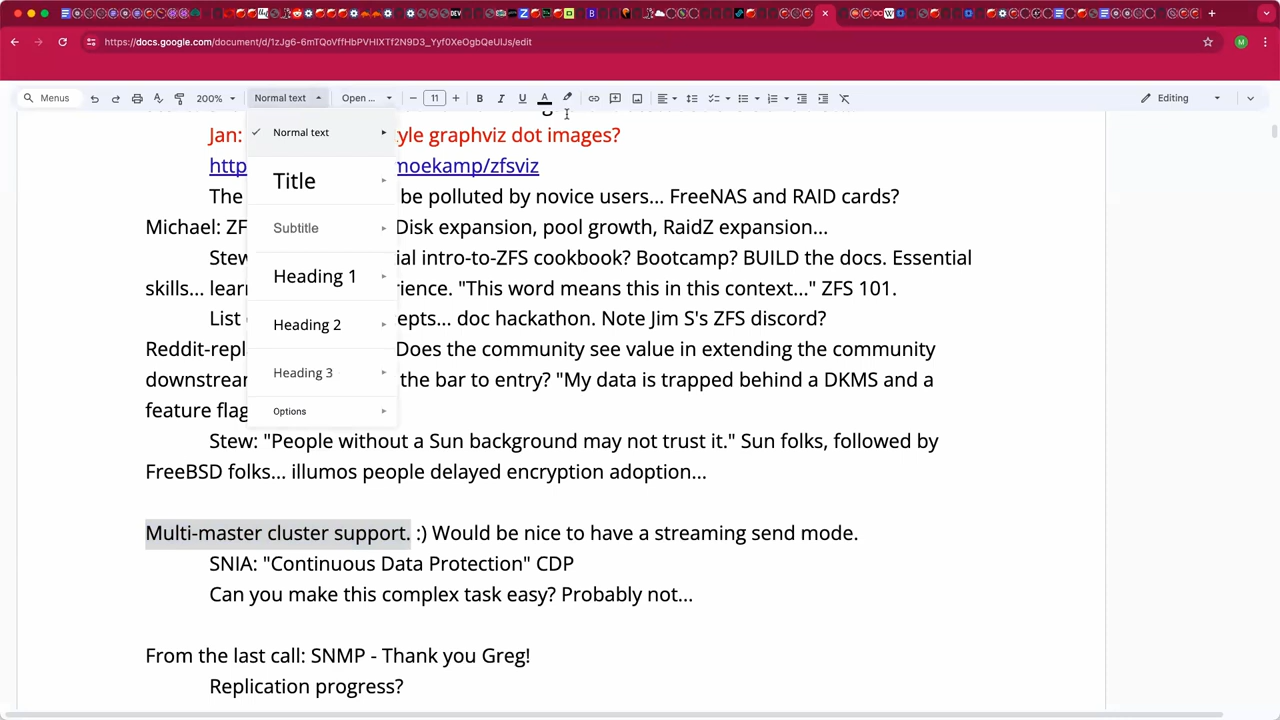 https://docs.google.com/document/d/1zJg6-6mTQoVffHbPVHIXTf2N9D3_Yyf0XeOgbQeUIJs/edit
M
Menus
200%
Normal text
Open ...
11
Editing
Normal text
Title
Subtitle
Heading 1
Heading 2
Heading 3
Options
Jan: tyle graphviz dot images?
http moekamp/zfsviz
The be polluted by novice users... FreeNAS and RAID cards?
Michael: ZF Disk expansion, pool growth, RaidZ expansion...
Stew ial intro-to-ZFS cookbook? Bootcamp? BUILD the docs. Essential
skills... lear rience. "This word means this in this context..." ZFS 101.
List epts... doc hackathon. Note Jim S's ZFS discord?
Reddit-repl Does the community see value in extending the community
downstrea the bar to entry? "My data is trapped behind a DKMS and a
feature flag
Stew: "People without a Sun background may not trust it." Sun folks, followed by
FreeBSD folks... illumos people delayed encryption adoption...
Multi-master cluster support. :) Would be nice to have a streaming send mode.
SNIA: "Continuous Data Protection" CDP
Can you make this complex task easy? Probably not...
From the last call: SNMP - Thank you Greg!
Replication progress?